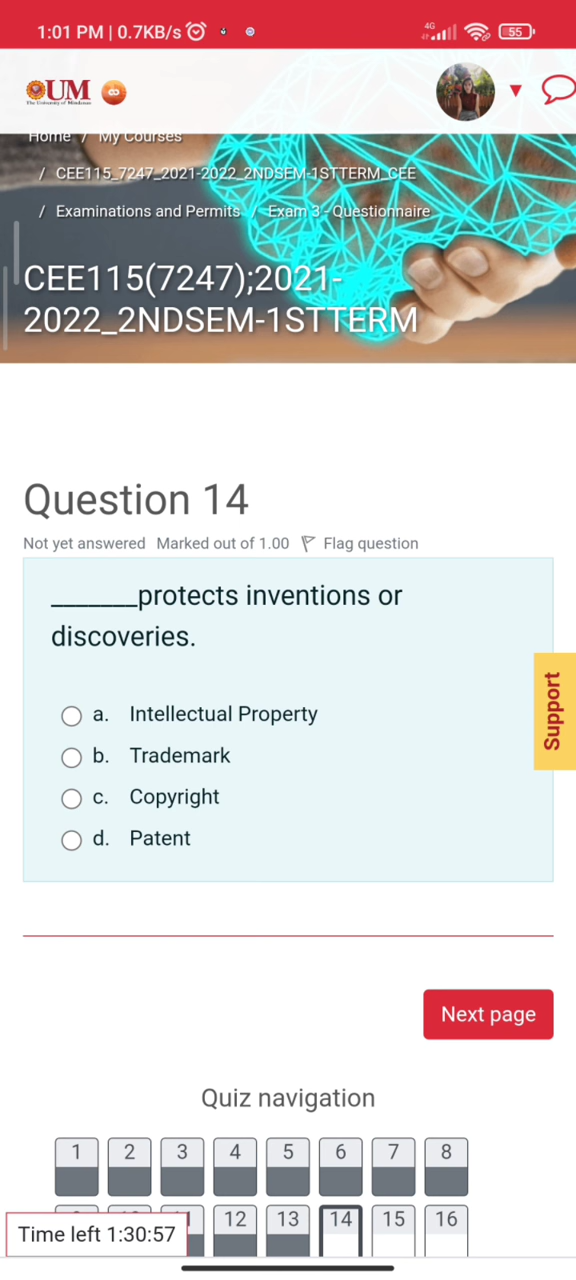 1:01 PM | 0.7KB/s
4G
55
UM
The University of Mindanao
Home / My Courses
/ CEE115_7247_2021-2022_2NDSEM-1STTERM_CEE
/ Examinations and Permits / Exam 3 - Questionnaire
CEE115(7247);2021-
2022_2NDSEM-1STTERM
Question 14
Not yet answered Marked out of 1.00 Flag question
_______protects inventions or
discoveries.
a. Intellectual Property
b. Trademark
c. Copyright
d. Patent
Support
Next page
Quiz navigation
1 2 3 4 5 6 7 8
12 13 14 15 16
Time left 1:30:57